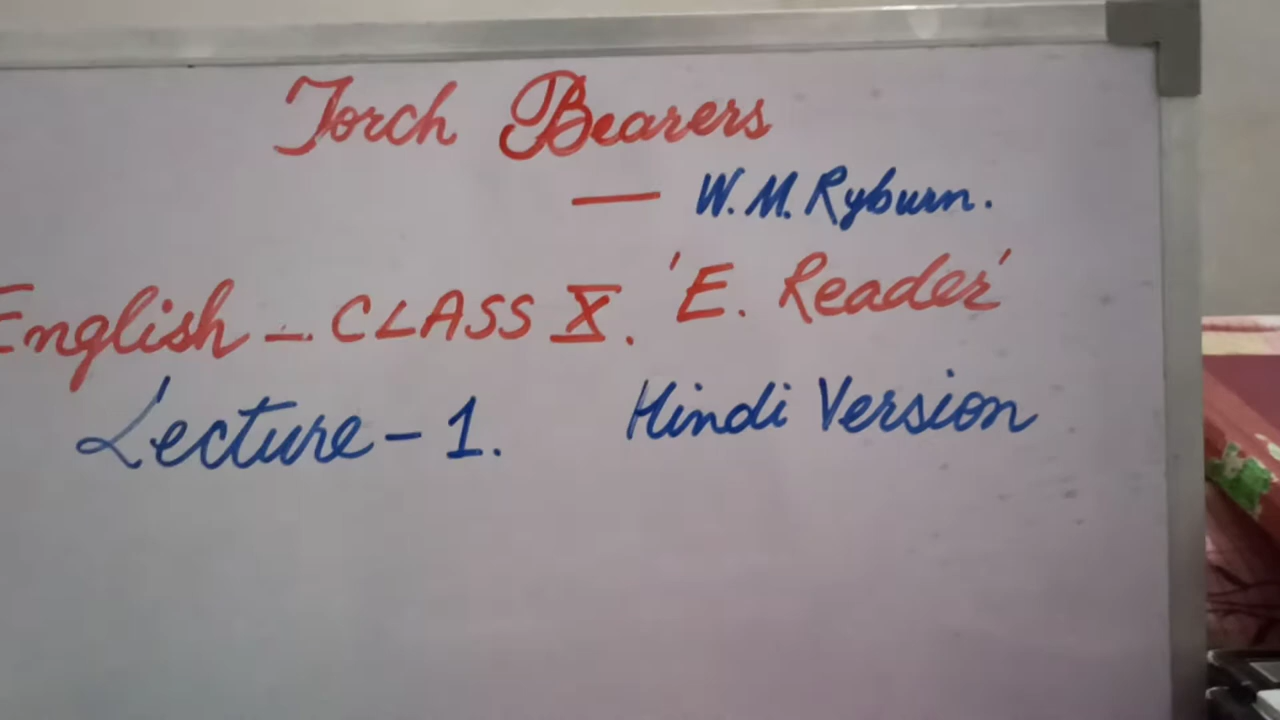 Torch Bearers
— W.M. Ryburn.
English - CLASS X. 'E. Reader'
Lecture - 1. Hindi Version